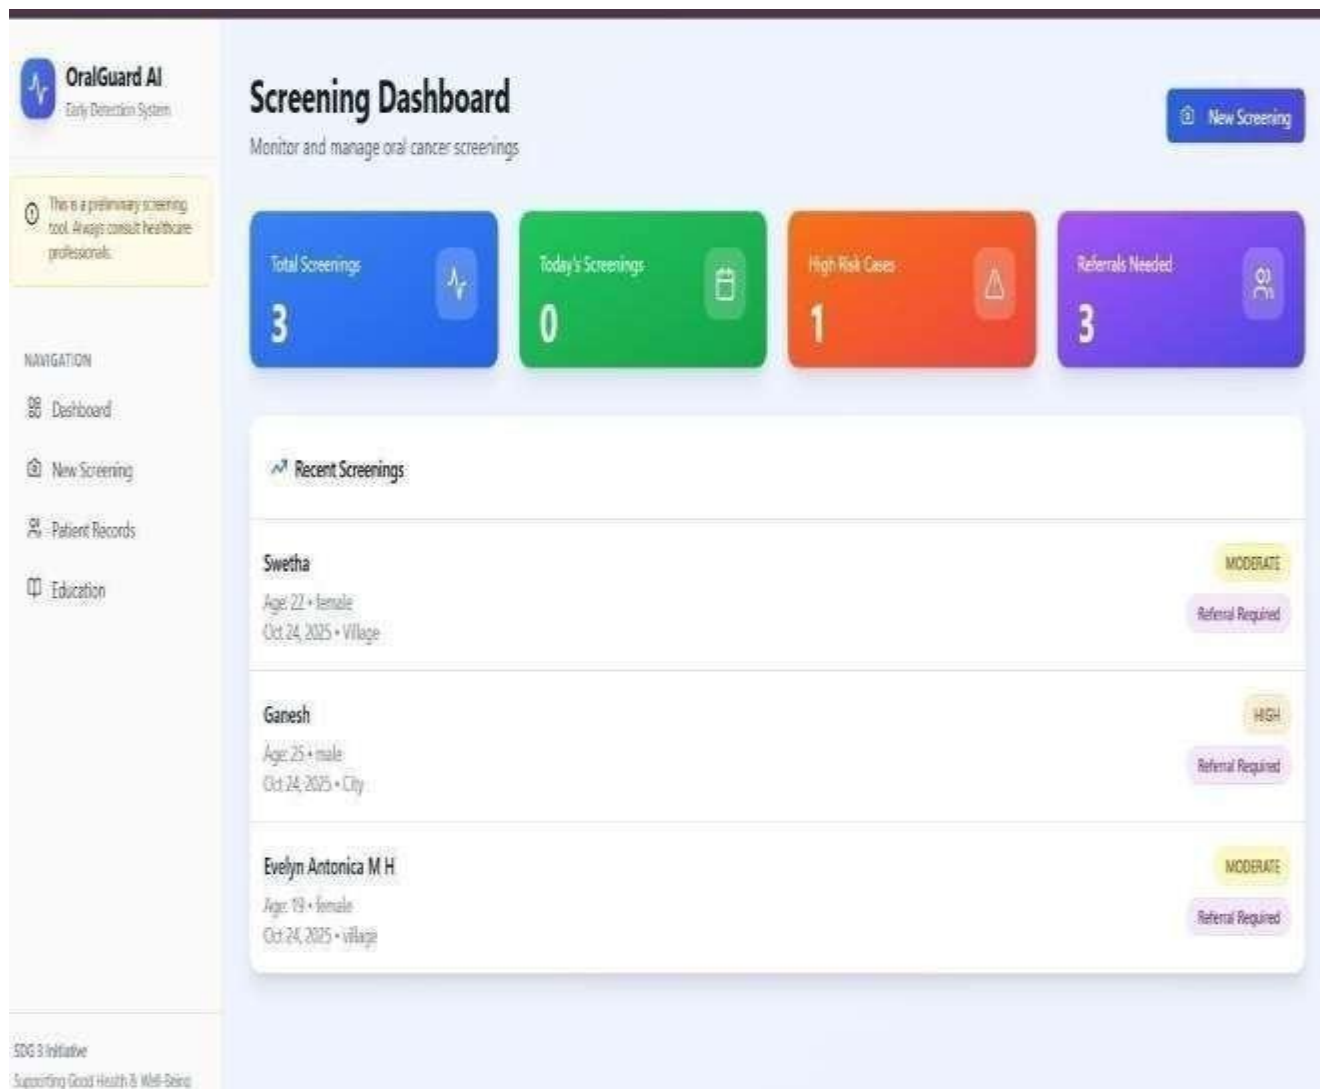 OralGuard AI
Early Detection System
This is a preliminary screening
tool. Always consult healthcare
professionals.
NAVIGATION
Dashboard
New Screening
Patient Records
Education
SDG 3 Initiative
Supporting Good Health & Well-Being
Screening Dashboard
Monitor and manage oral cancer screenings
New Screening
Total Screenings
3
Today's Screenings
0
High Risk Cases
1
Referrals Needed
3
Recent Screenings
Swetha
MODERATE
Age: 22 • female
Referral Required
Oct 24, 2025 • Village
Ganesh
HIGH
Age: 25 • male
Referral Required
Oct 24, 2025 • City
Evelyn Antonica M H
MODERATE
Age: 19 • female
Referral Required
Oct 24, 2025 • village